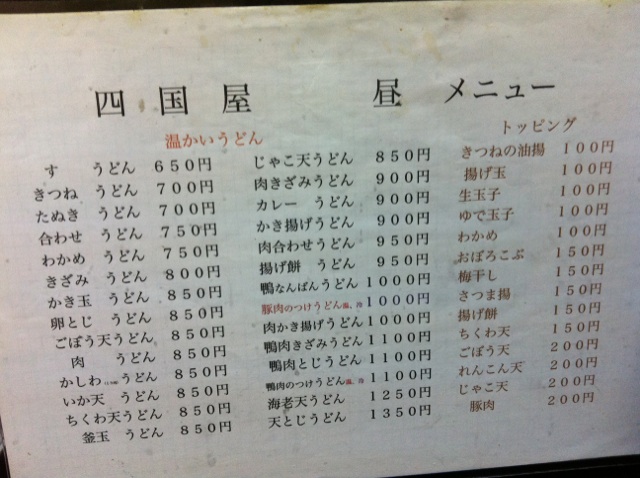 四国屋 昼 メニュー
温かいうどん
す うどん 650円
きつね うどん 700円
たぬき うどん 700円
合わせ うどん 750円
わかめ うどん 750円
きざみ うどん 800円
かき玉 うどん 850円
卵とじ うどん 850円
ごぼう天うどん 850円
肉 うどん 850円
かしわ うどん 850円
いか天 うどん 850円
ちくわ天うどん 850円
釜玉 うどん 850円
じゃこ天うどん 850円
肉きざみうどん 900円
カレー うどん 900円
かき揚げうどん 900円
肉合わせうどん 950円
揚げ餅 うどん 950円
鴨なんばんうどん 1000円
豚肉のつけうどん温、冷 1000円
肉かき揚げうどん 1000円
鴨肉きざみうどん 1100円
鴨肉とじうどん 1100円
鴨肉のつけうどん温、冷 1100円
海老天うどん 1250円
天とじうどん 1350円
トッピング
きつねの油揚 100円
揚げ玉 100円
生玉子 100円
ゆで玉子 100円
わかめ 100円
おぼろこぶ 150円
梅干し 150円
さつま揚 150円
揚げ餅 150円
ちくわ天 150円
ごぼう天 200円
れんこん天 200円
じゃこ天 200円
豚肉 200円